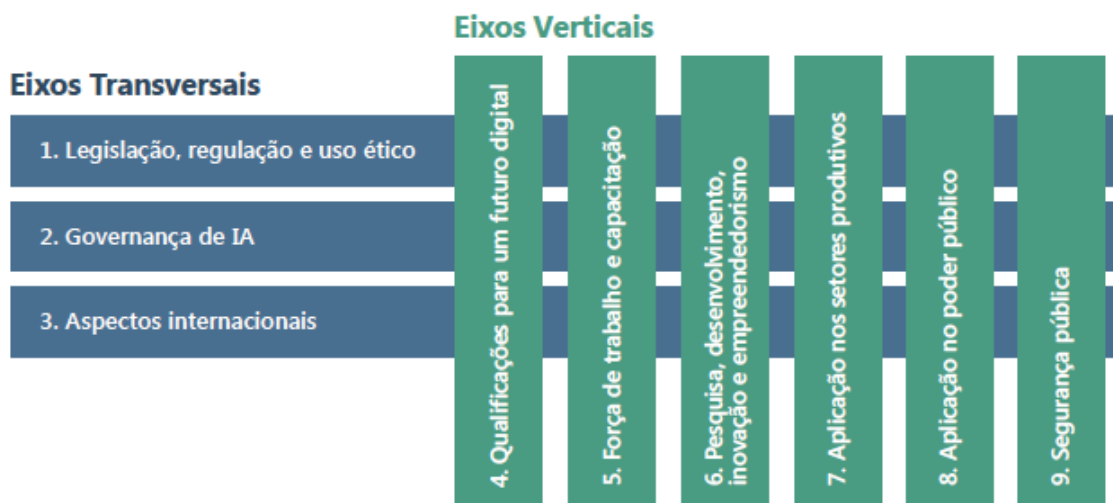 Eixos Verticais
Eixos Transversais
1. Legislação, regulação e uso ético
2. Governança de IA
3. Aspectos internacionais
4. Qualificações para um futuro digital
5. Força de trabalho e capacitação
6. Pesquisa, desenvolvimento,
inovação e empreendedorismo
7. Aplicação nos setores produtivos
8. Aplicação no poder público
9. Segurança pública